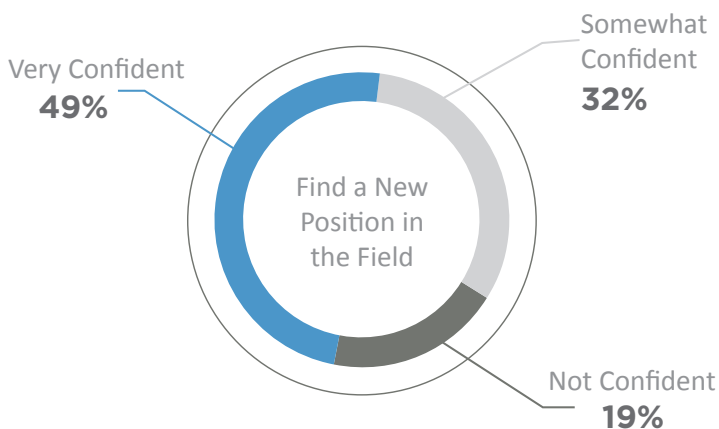 Somewhat
Confident
32%
Very Confident
49%
Find a New
Position in
the Field
Not Confident
19%